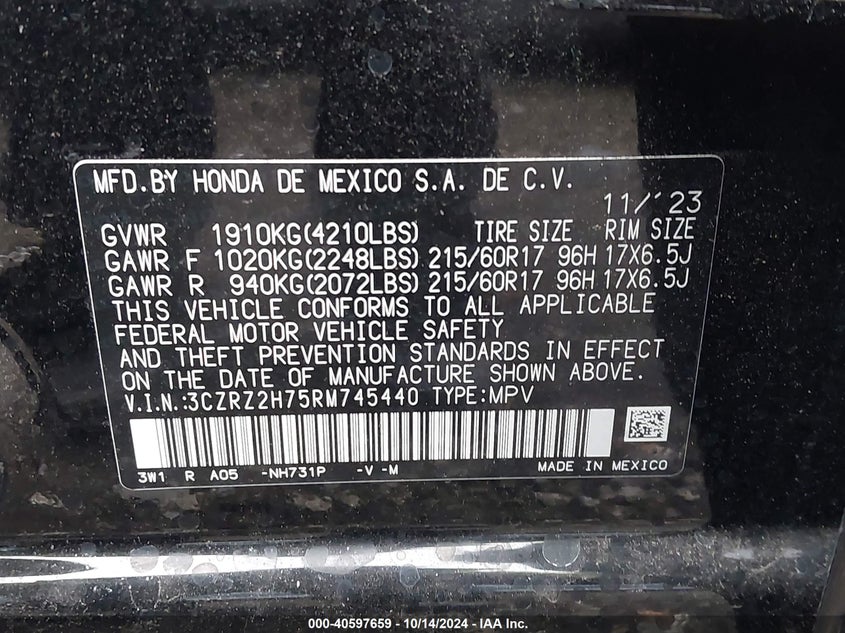 MFD.BY HONDA DE MEXICO S.A. DE C.V.
11/'23
GVWR 1910KG(4210LBS) TIRE SIZE RIM SIZE
GAWR F 1020KG(2248LBS) 215/60R17 96H 17X6.5J
GAWR R 940KG(2072LBS) 215/60R17 96H 17X6.5J
THIS VEHICLE CONFORMS TO ALL APPLICABLE
FEDERAL MOTOR VEHICLE SAFETY
AND THEFT PREVENTION STANDARDS IN EFFECT
ON THE DATE OF MANUFACTURE SHOWN ABOVE.
V.I.N.:3CZRZ2H75RM745440 TYPE:MPV
3W1 R A05 -NH731P -V -M MADE IN MEXICO
000-40597659 - 10/14/2024 - IAA Inc.